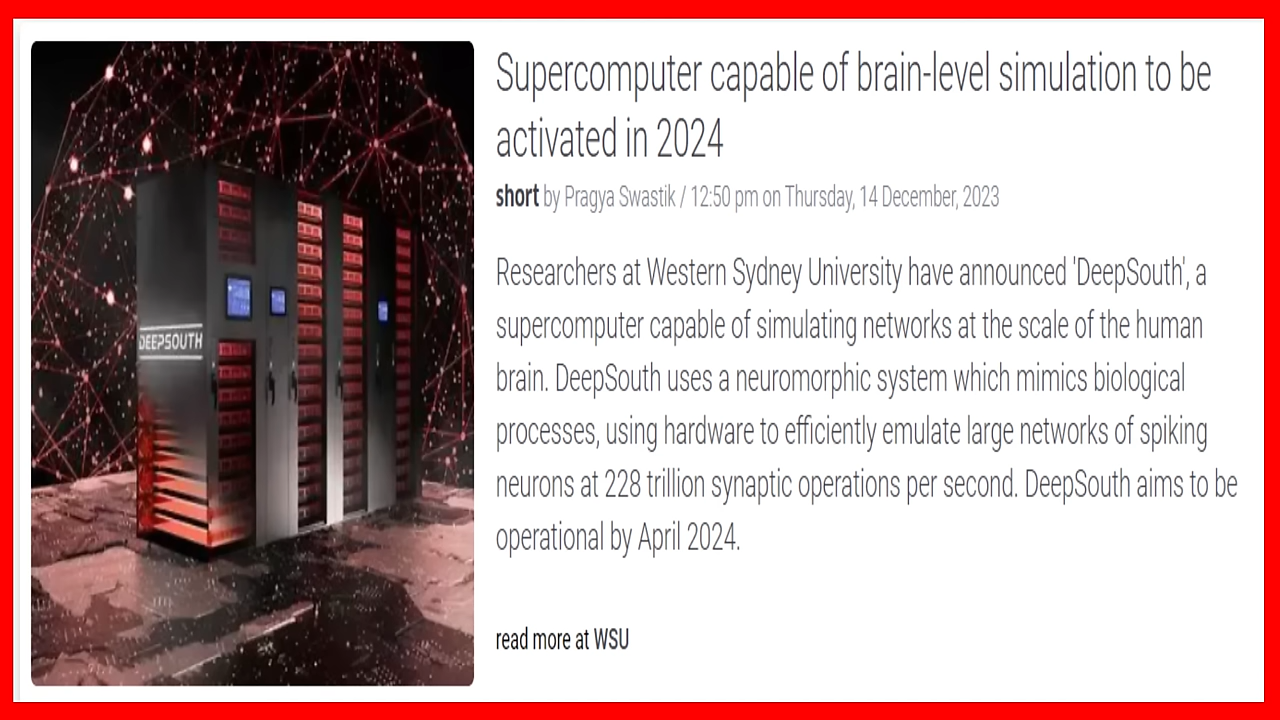 Supercomputer capable of brain-level simulation to be
activated in 2024
short by Pragya Swastik / 12:50 pm on Thursday, 14 December, 2023
Researchers at Western Sydney University have announced 'DeepSouth', a
supercomputer capable of simulating networks at the scale of the human
brain. DeepSouth uses a neuromorphic system which mimics biological
processes, using hardware to efficiently emulate large networks of spiking
neurons at 228 trillion synaptic operations per second. DeepSouth aims to be
operational by April 2024.
read more at WSU
DEEPSOUTH